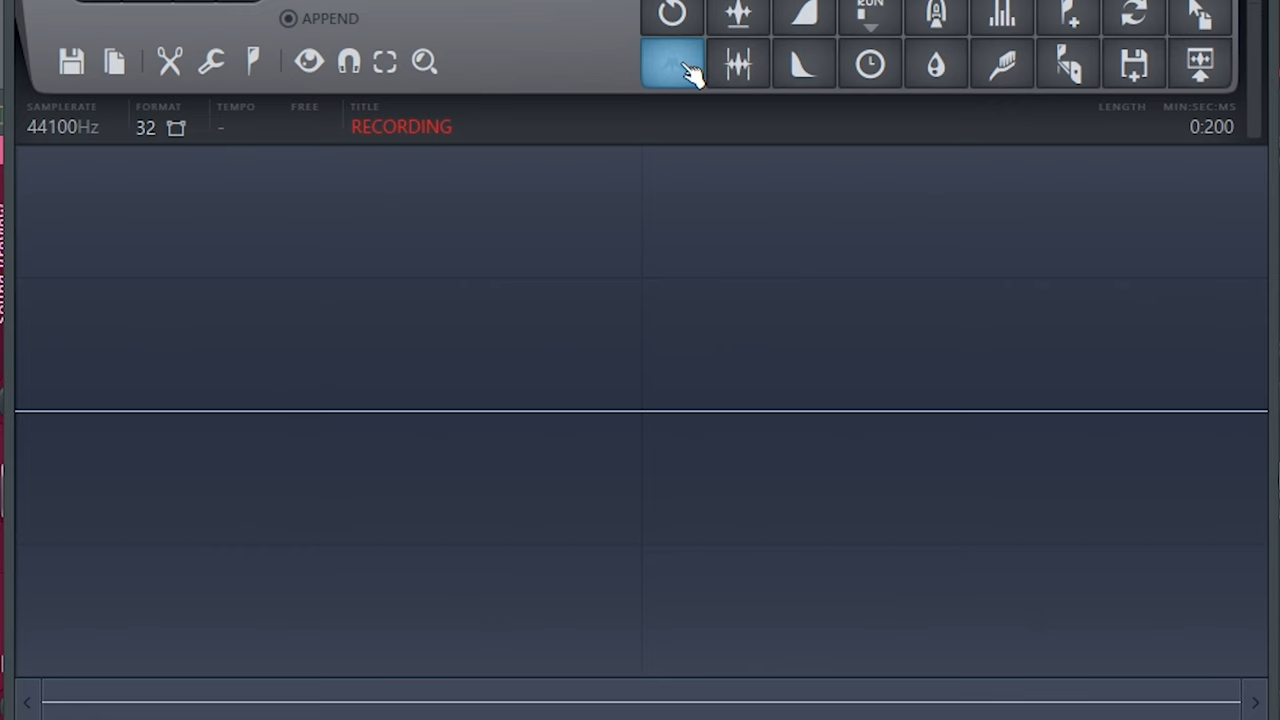 APPEND
SAMPLERATE FORMAT TEMPO FREE TITLE LENGTH MIN:SEC:MS
44100Hz 32 - RECORDING 0:200